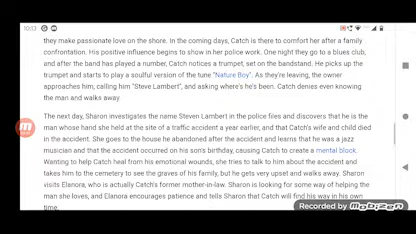 10:13
they make passionate love on the shore. In the coming days, Catch is there to comfort her after a family
confrontation. His positive influence begins to show in her police work. One night they go to a blues club,
and after the band has played a number, Catch notices a trumpet, set on the bandstand. He picks up the
trumpet and starts to play a soulful version of the tune "Nature Boy". As they're leaving, the owner
approaches him, calling him "Steve Lambert", and asking where he's been. Catch denies even knowing
the man and walks away.
The next day, Sharon investigates the name Steven Lambert in the police files and discovers that he is the
man whose hand she held at the site of a traffic accident a year earlier, and that Catch's wife and child died
in the accident. She goes to the house he abandoned after the accident and learns that he was a jazz
musician and that the accident occurred on his son's birthday, causing Catch to create a mental block.
Wanting to help Catch heal from his emotional wounds, she tries to talk to him about the accident and
takes him to the cemetery to see the graves of his family, but he gets very upset and walks away. Sharon
visits Elanora, who is actually Catch's former mother-in-law. Sharon is looking for some way of helping the
man she loves, and Elanora encourages patience and tells Sharon that Catch will find his way in his own
time.
Recorded by Mobizen